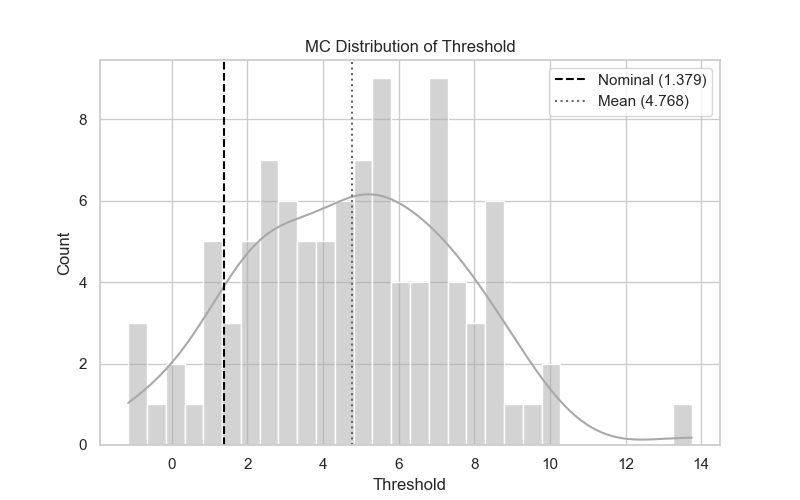 MC Distribution of Threshold
Nominal (1.379)
Mean (4.768)
8
6
4
2
0
Count
0 2 4 6 8 10 12 14
Threshold